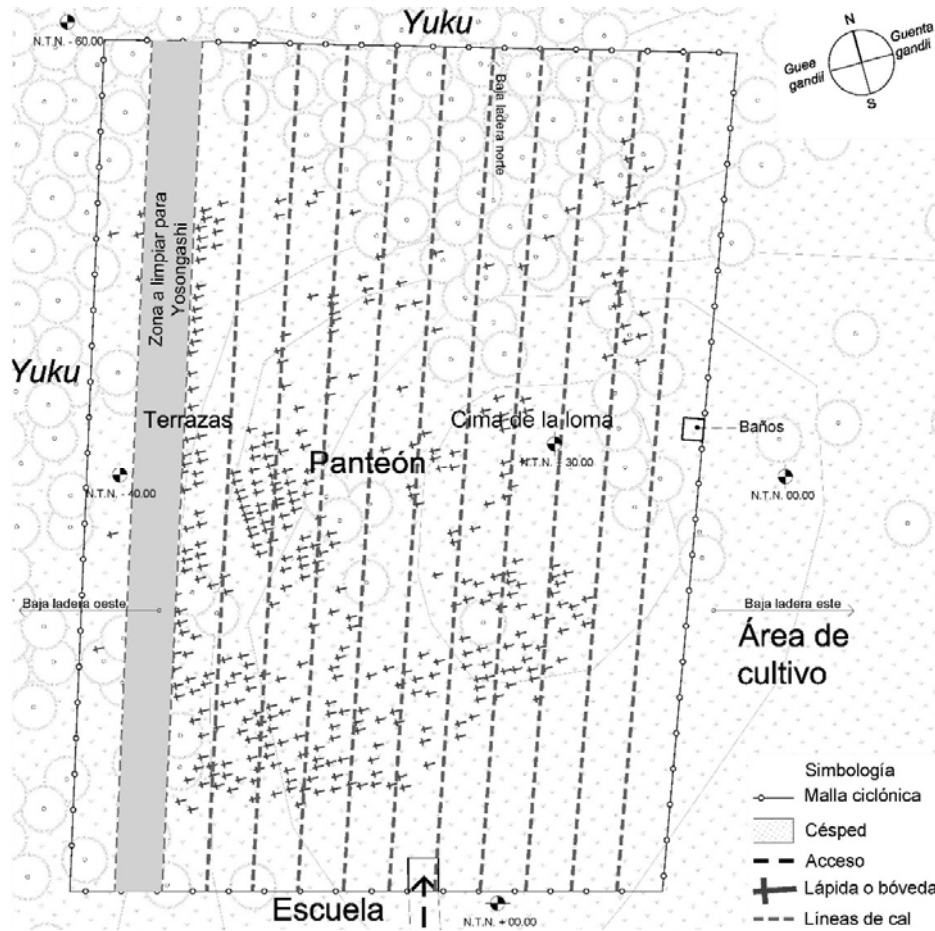 Yuku
N.T.N. - 60.00
N
Guenta
gandii
Guee
gandii
S
Baja ladera norte
Zona a limpiar para
Yosongashi
Yuku
Terrazas
Cima de la loma
Baños
Panteón
N.T.N. - 30.00
N.T.N. - 40.00
N.T.N. 00.00
Baja ladera oeste
Baja ladera este
Área de
cultivo
Simbología
Malla ciclónica
Césped
Acceso
Lápida o bóveda
Líneas de cal
Escuela
N.T.N. + 00.00